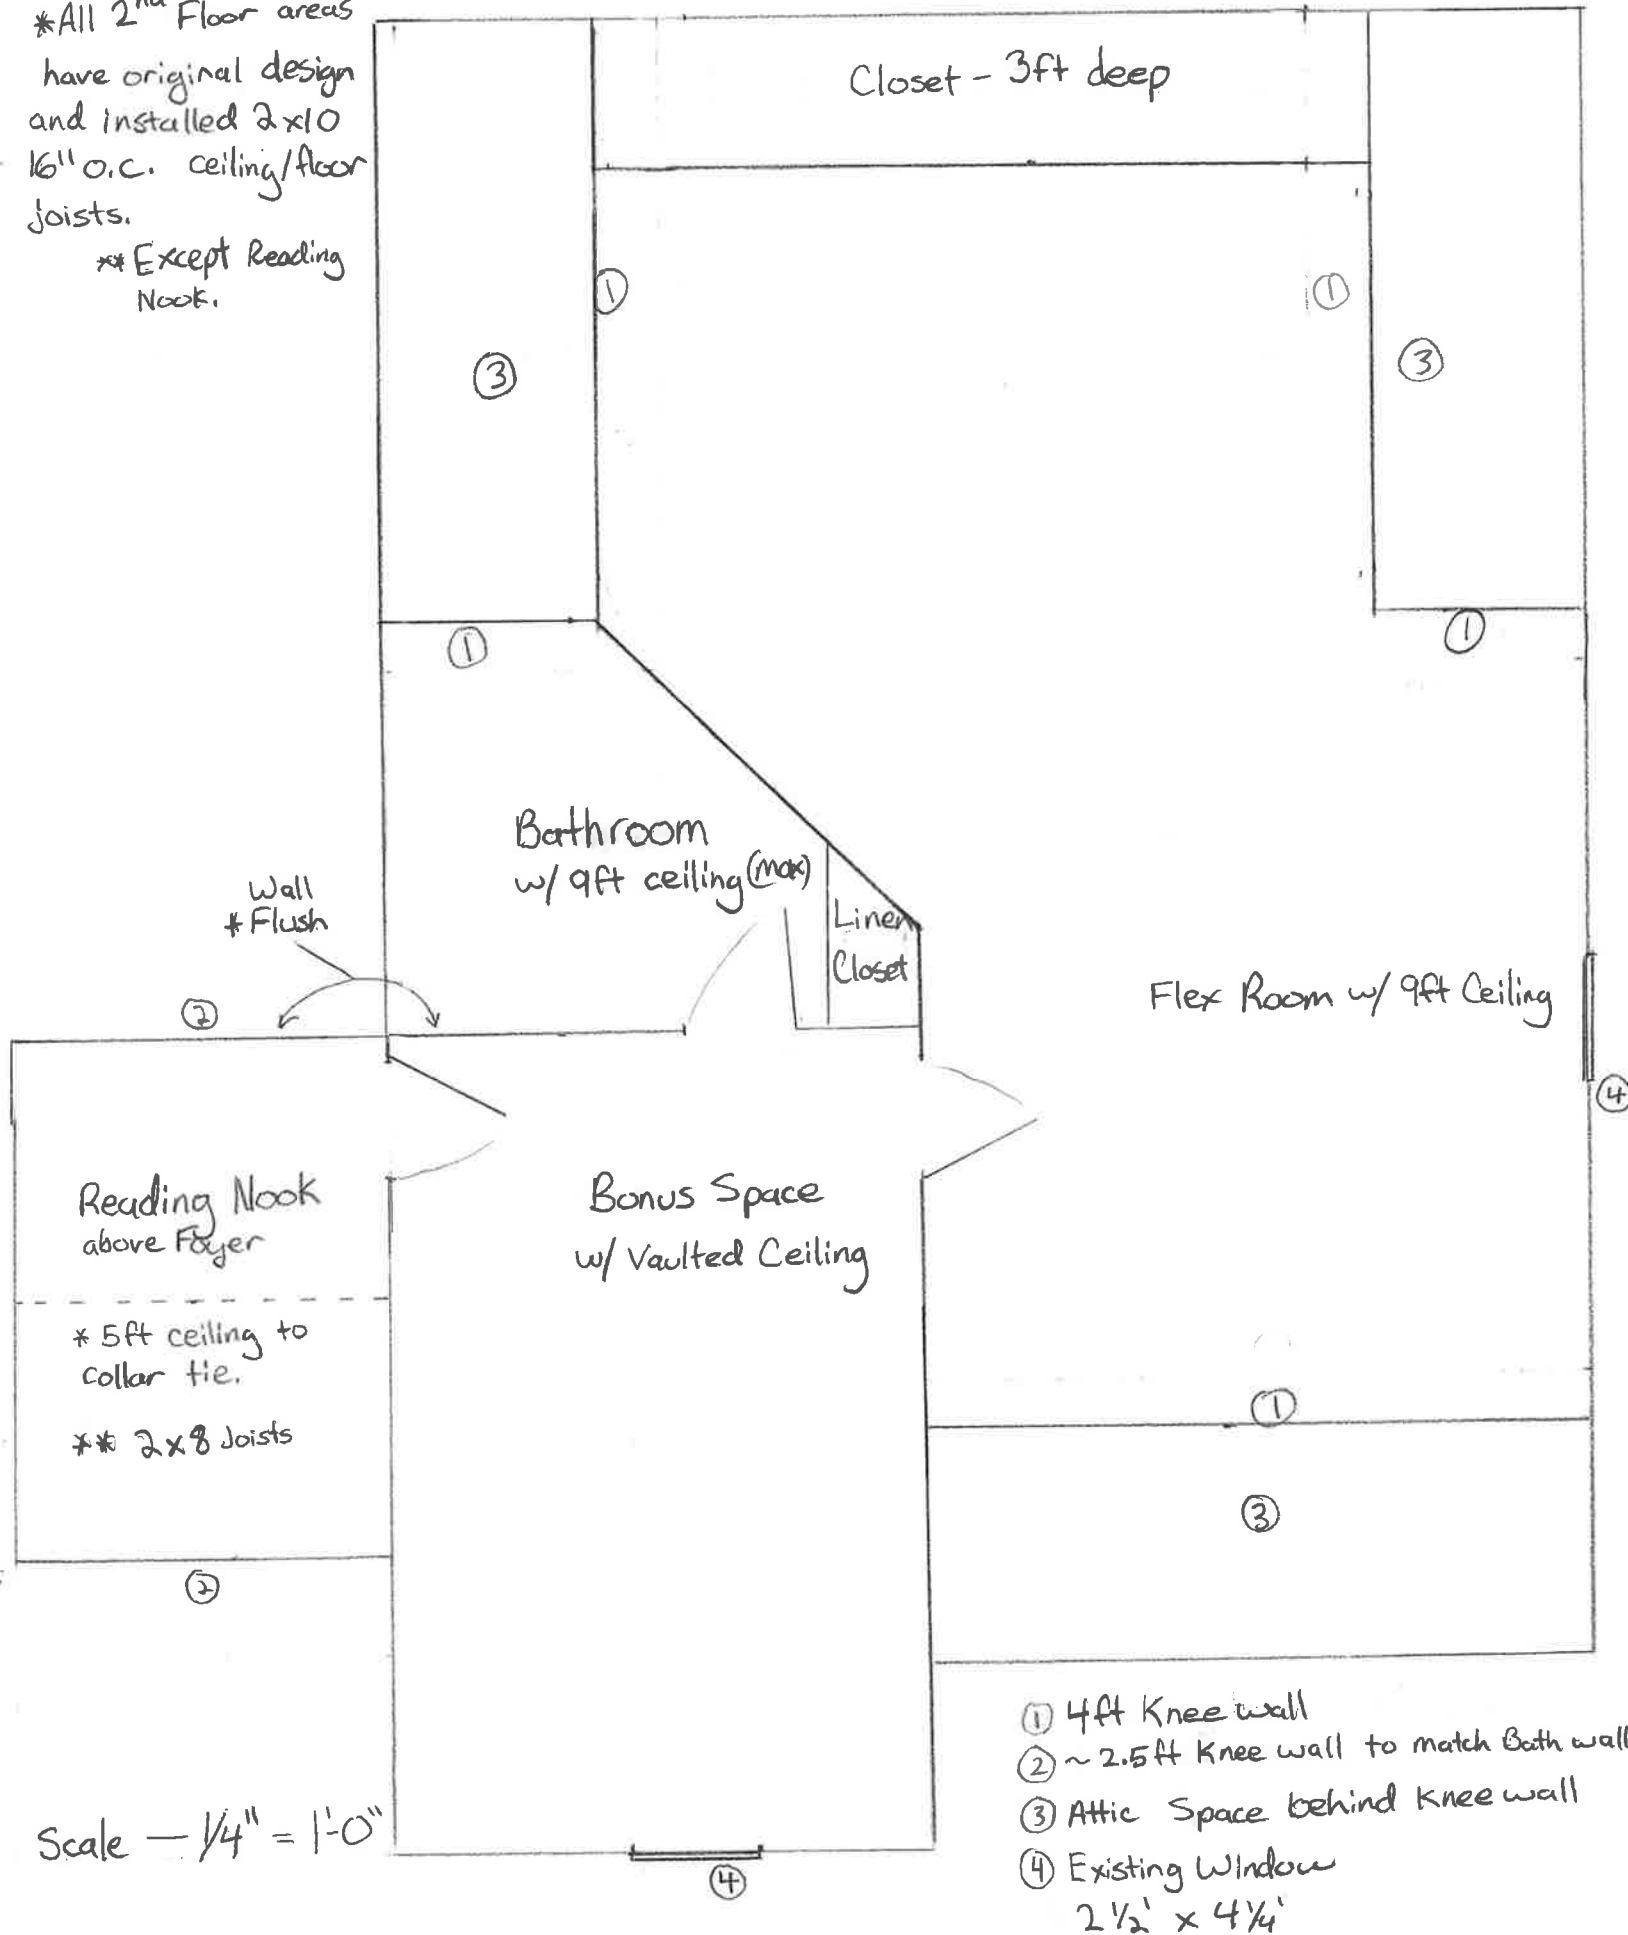 *All 2nd Floor areas
have original design
and installed 2x10
16" o.c. ceiling/floor
joists.
** Except Reading
Nook.
Closet - 3ft deep
①
①
③
③
①
①
Bathroom
w/ 9ft ceiling (max)
Wall
* Flush
Linen
Closet
Flex Room w/ 9ft Ceiling
②
④
Reading Nook
above Foyer
Bonus Space
w/ Vaulted Ceiling
* 5ft ceiling to
collar tie.
** 2x8 Joists
①
③
②
① 4ft Knee wall
② ~2.5ft Knee wall to match Bath wall
③ Attic Space behind Knee wall
④ Existing Window
2 1/2' x 4 1/4'
Scale — 1/4" = 1'-0"
④